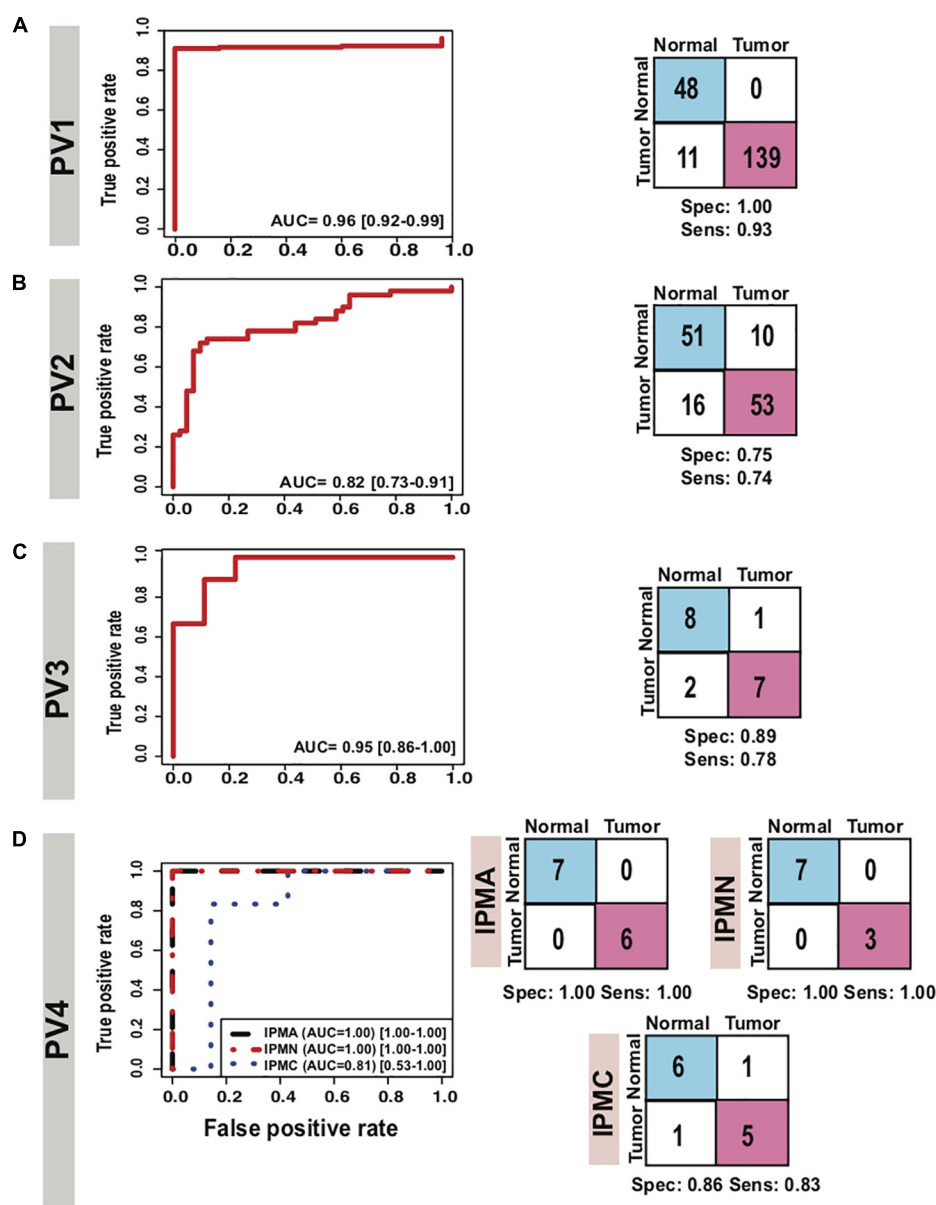 A
PV1
True positive rate
0.0 0.2 0.4 0.6 0.8 1.0
AUC= 0.96 [0.92-0.99]
0.0 0.2 0.4 0.6 0.8 1.0
Normal Tumor
Tumor Normal
48 0
11 139
Spec: 1.00
Sens: 0.93
B
PV2
True positive rate
0.0 0.2 0.4 0.6 0.8 1.0
AUC= 0.82 [0.73-0.91]
0.0 0.2 0.4 0.6 0.8 1.0
Normal Tumor
Tumor Normal
51 10
16 53
Spec: 0.75
Sens: 0.74
C
PV3
True positive rate
0.0 0.2 0.4 0.6 0.8 1.0
AUC= 0.95 [0.86-1.00]
0.0 0.2 0.4 0.6 0.8 1.0
Normal Tumor
Tumor Normal
8 1
2 7
Spec: 0.89
Sens: 0.78
D
PV4
True positive rate
0.0 0.2 0.4 0.6 0.8 1.0
IPMA (AUC=1.00) [1.00-1.00]
IPMN (AUC=1.00) [1.00-1.00]
IPMC (AUC=0.81) [0.53-1.00]
0.0 0.2 0.4 0.6 0.8 1.0
False positive rate
IPMA
Normal Tumor
Tumor Normal
7 0
0 6
Spec: 1.00 Sens: 1.00
IPMN
Normal Tumor
Tumor Normal
7 0
0 3
Spec: 1.00 Sens: 1.00
IPMC
Normal Tumor
Tumor Normal
6 1
1 5
Spec: 0.86 Sens: 0.83